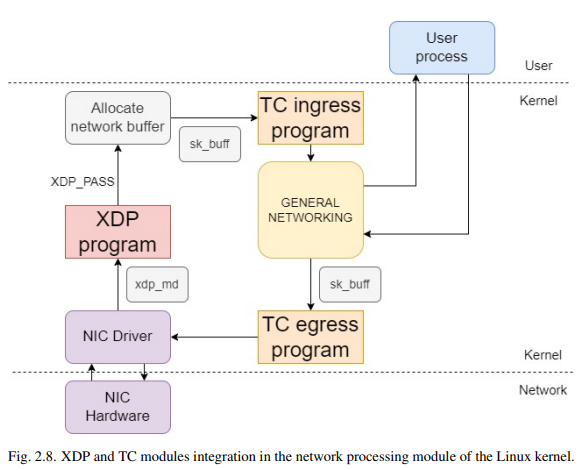 User
process
User
Kernel
Allocate
network buffer
TC ingress
program
sk_buff
XDP_PASS
GENERAL
NETWORKING
XDP
program
xdp_md
sk_buff
NIC Driver
TC egress
program
Kernel
Network
NIC
Hardware
Fig. 2.8. XDP and TC modules integration in the network processing module of the Linux kernel.